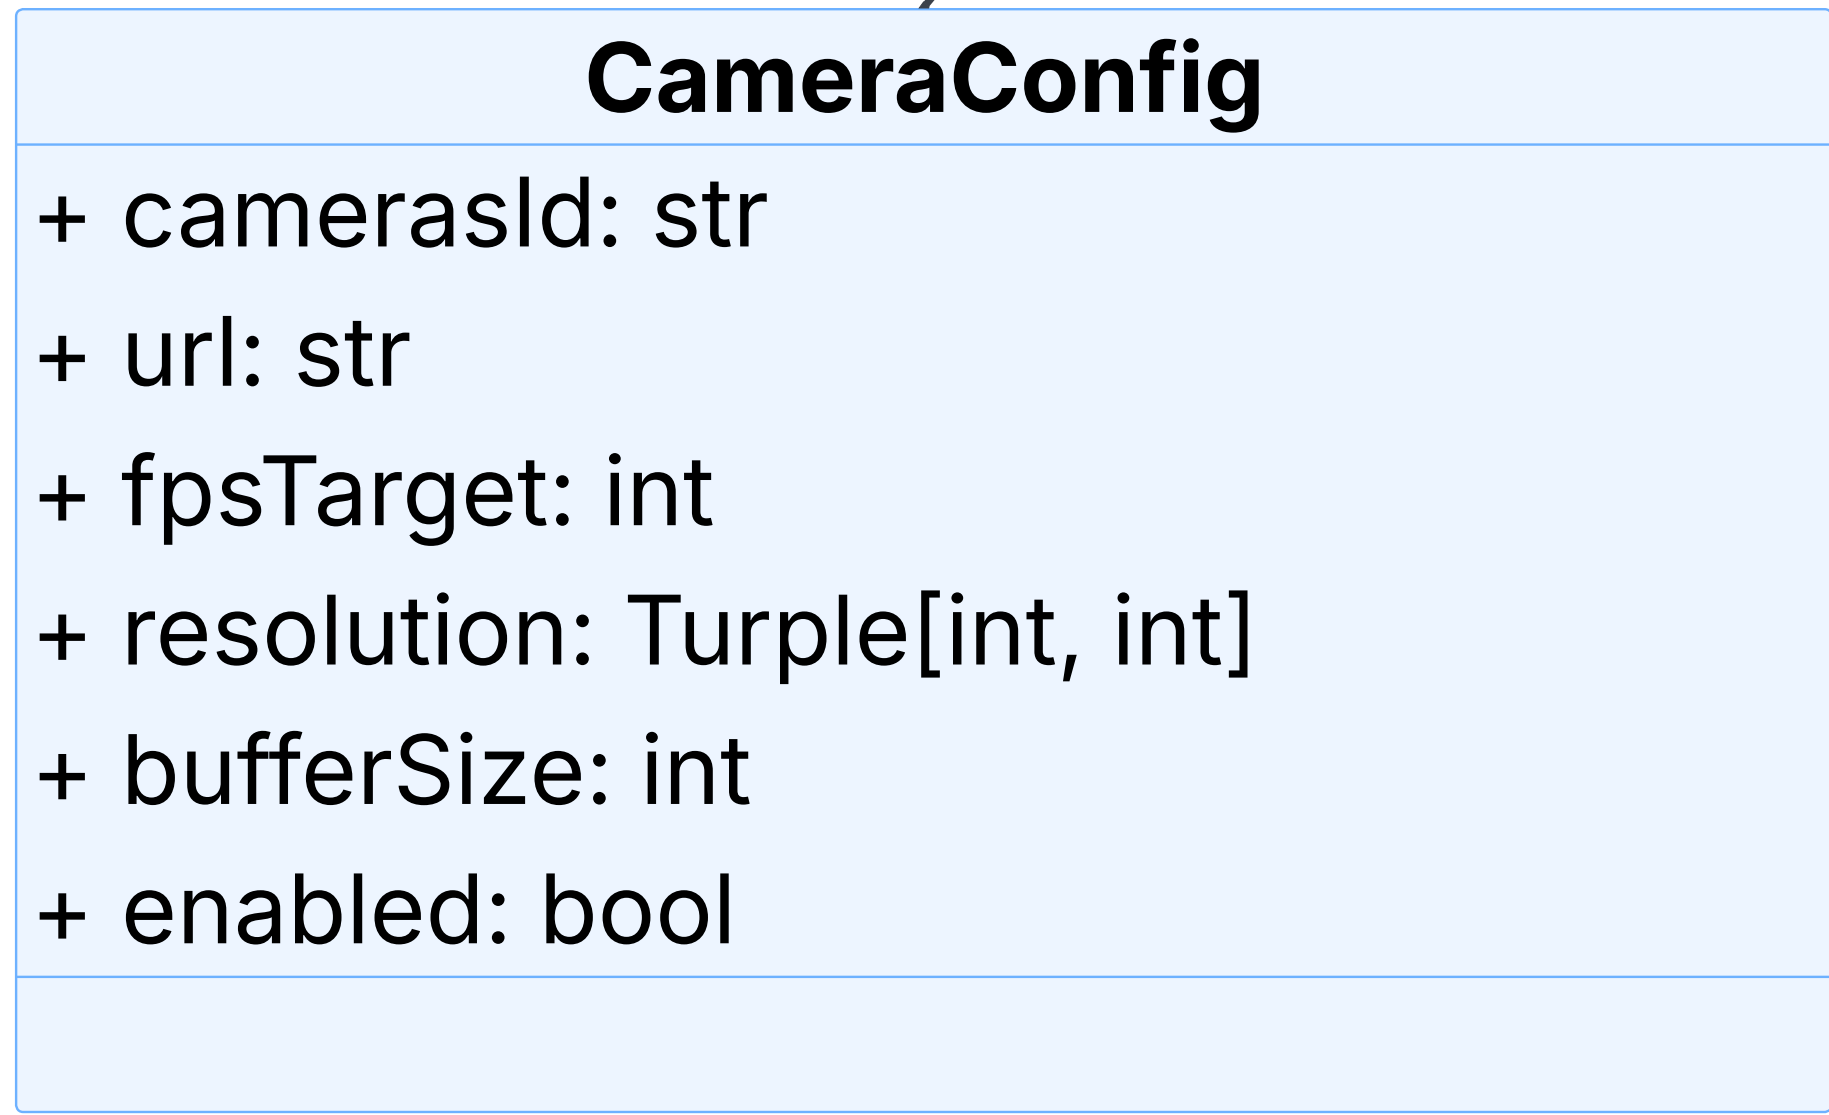 CameraConfig
+ camerasId: str
+ url: str
+ fpsTarget: int
+ resolution: Turple[int, int]
+ bufferSize: int
+ enabled: bool